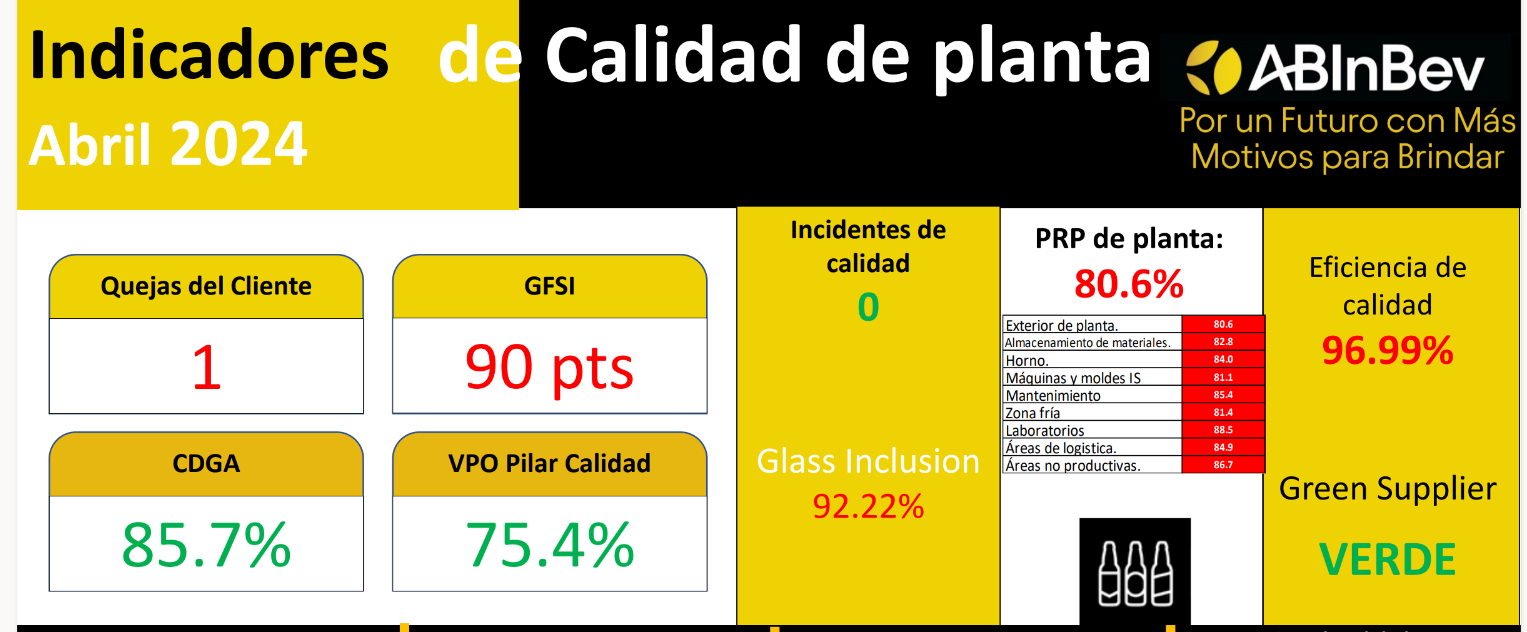 Indicadores de Calidad de planta
Abril 2024
ABInBev
Por un Futuro con Más
Motivos para Brindar
Quejas del Cliente
1
GFSI
90 pts
CDGA
85.7%
VPO Pilar Calidad
75.4%
Incidentes de
calidad
0
Glass Inclusion
92.22%
PRP de planta:
80.6%
Exterior de planta. 80.6
Almacenamiento de materiales. 82.8
Horno. 84.0
Máquinas y moldes IS 81.1
Mantenimiento 85.4
Zona fría 81.4
Laboratorios 88.5
Áreas de logistica. 84.9
Áreas no productivas. 86.7
Eficiencia de
calidad
96.99%
Green Supplier
VERDE